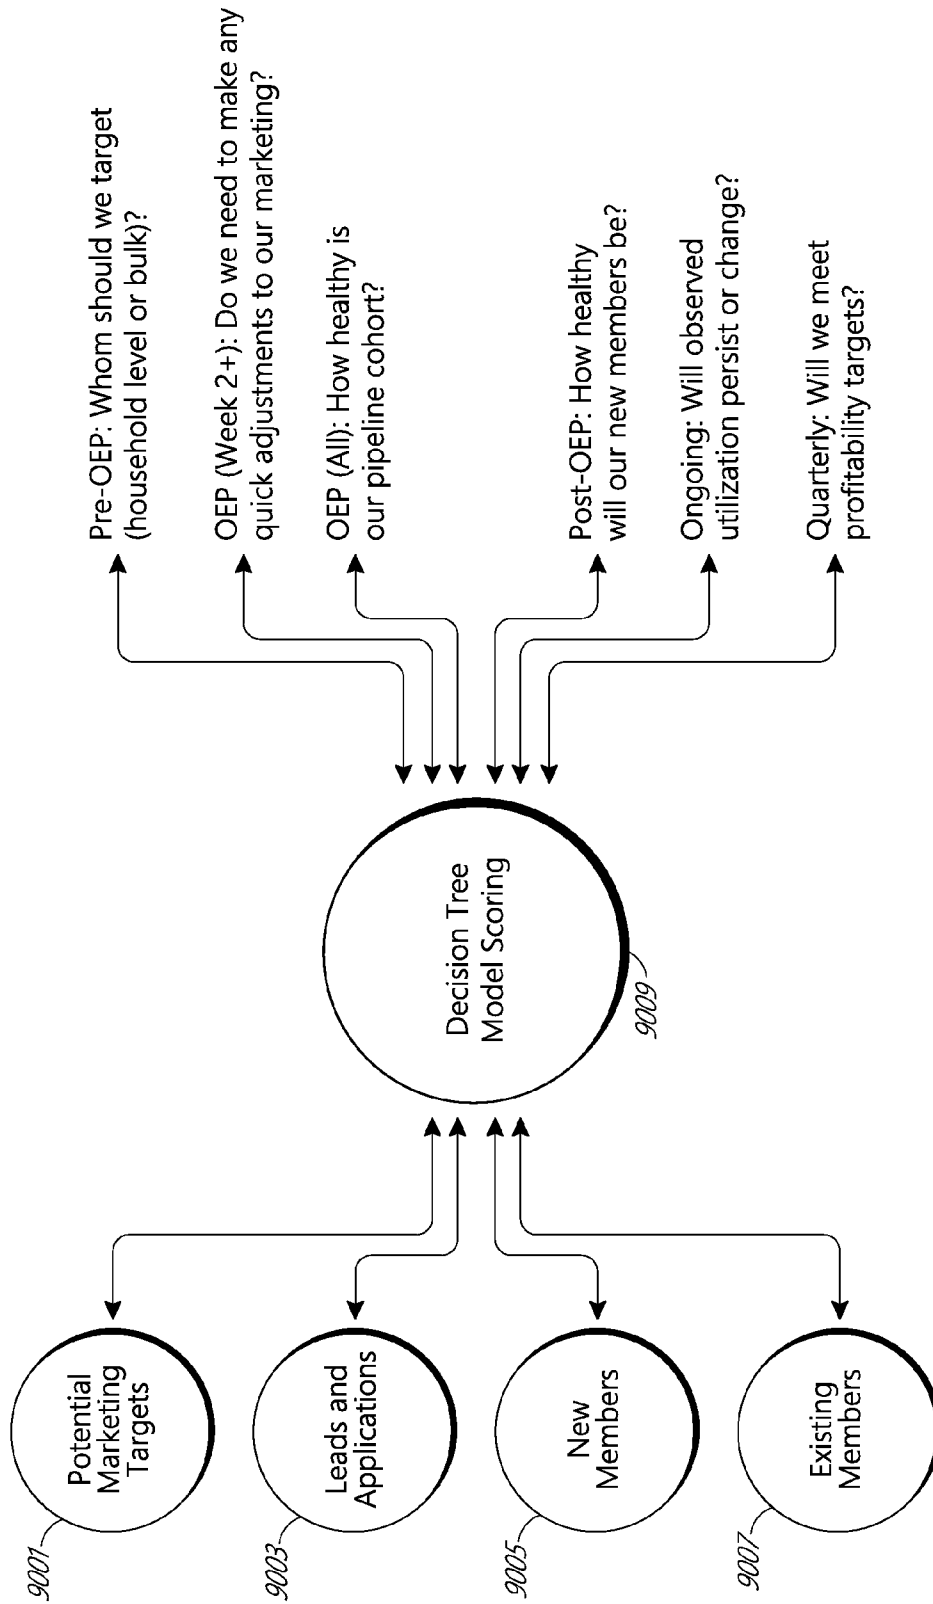 9001
Potential
Marketing
Targets
9003
Leads and
Applications
9005
New
Members
9007
Existing
Members
Decision Tree
Model Scoring
9009
Pre-OEP: Whom should we target
(household level or bulk)?
OEP (Week 2+): Do we need to make any
quick adjustments to our marketing?
OEP (All): How healthy is
our pipeline cohort?
Post-OEP: How healthy
will our new members be?
Ongoing: Will observed
utilization persist or change?
Quarterly: Will we meet
profitability targets?